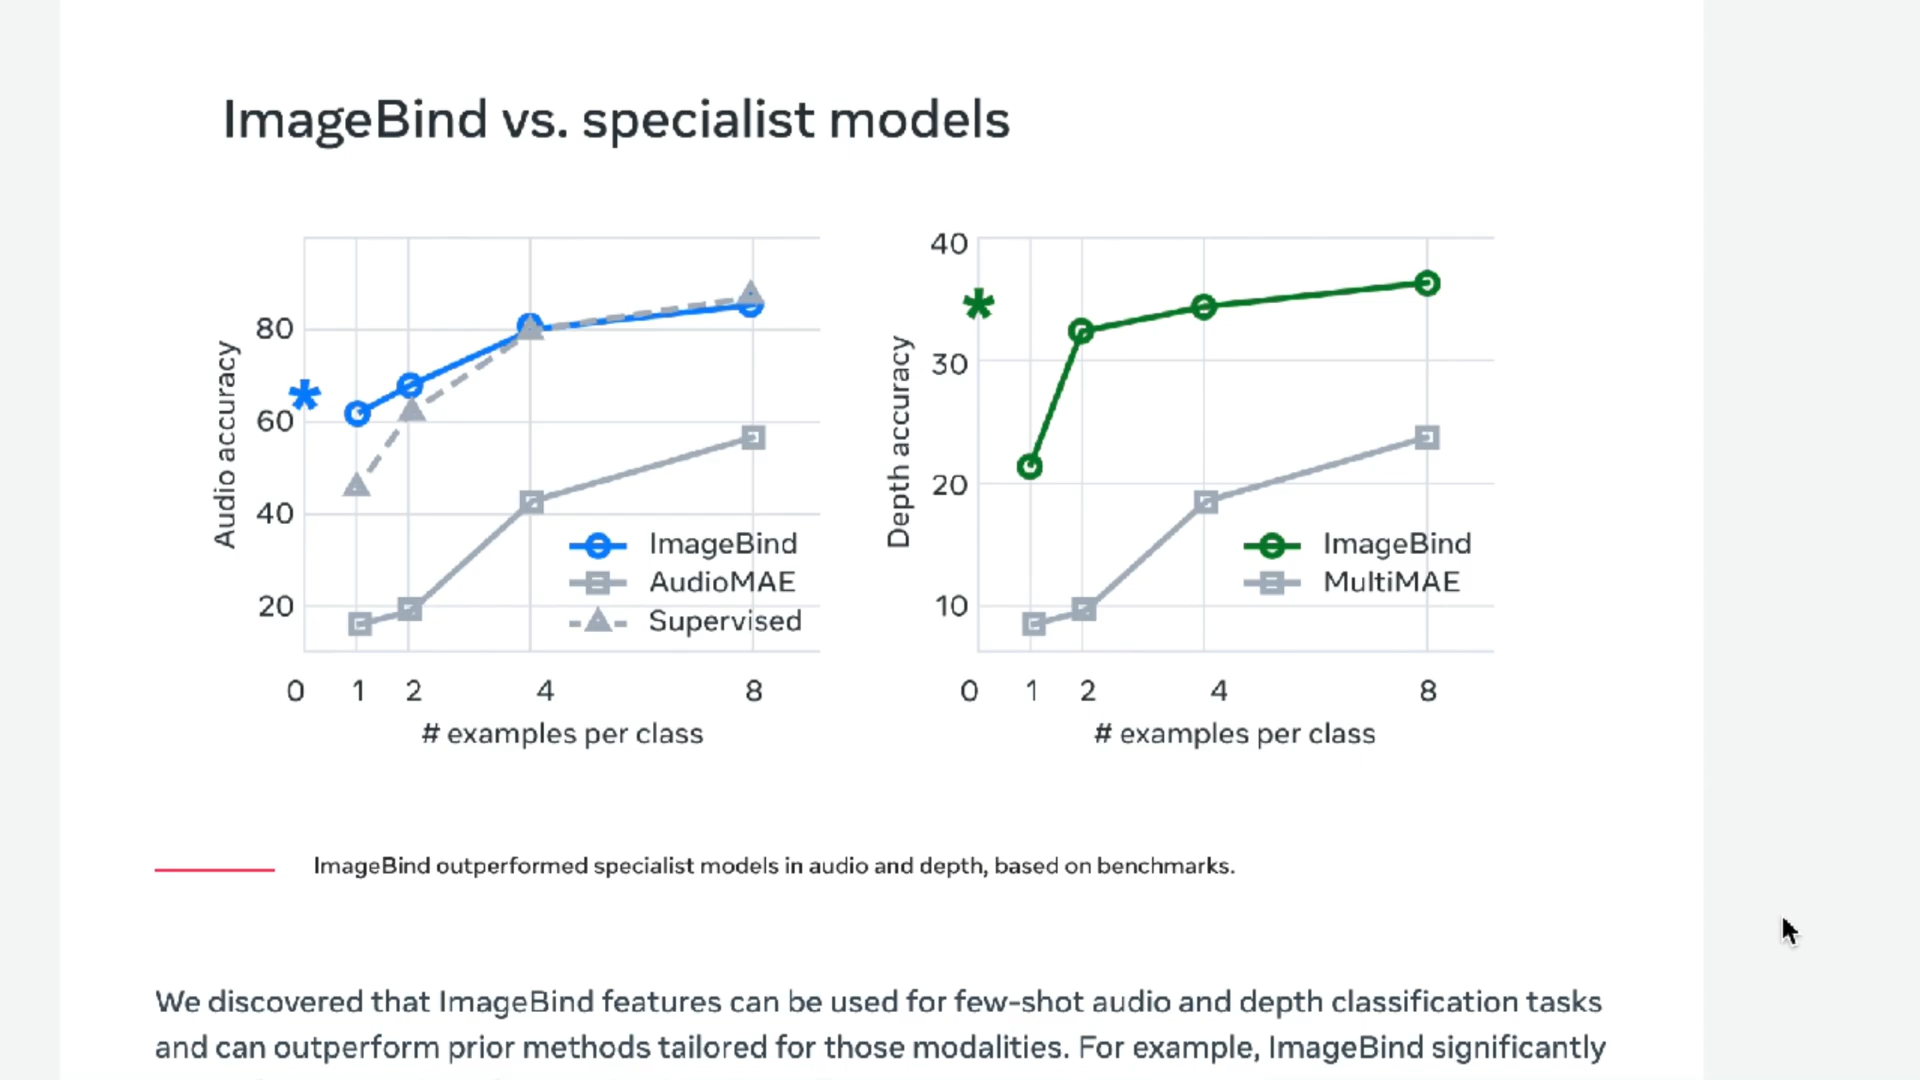 ImageBind vs. specialist models
Audio accuracy
80
60
40
20
*
ImageBind
AudioMAE
Supervised
0 1 2 4 8
# examples per class
Depth accuracy
40
30
20
10
*
ImageBind
MultiMAE
0 1 2 4 8
# examples per class
ImageBind outperformed specialist models in audio and depth, based on benchmarks.
We discovered that ImageBind features can be used for few-shot audio and depth classification tasks
and can outperform prior methods tailored for those modalities. For example, ImageBind significantly